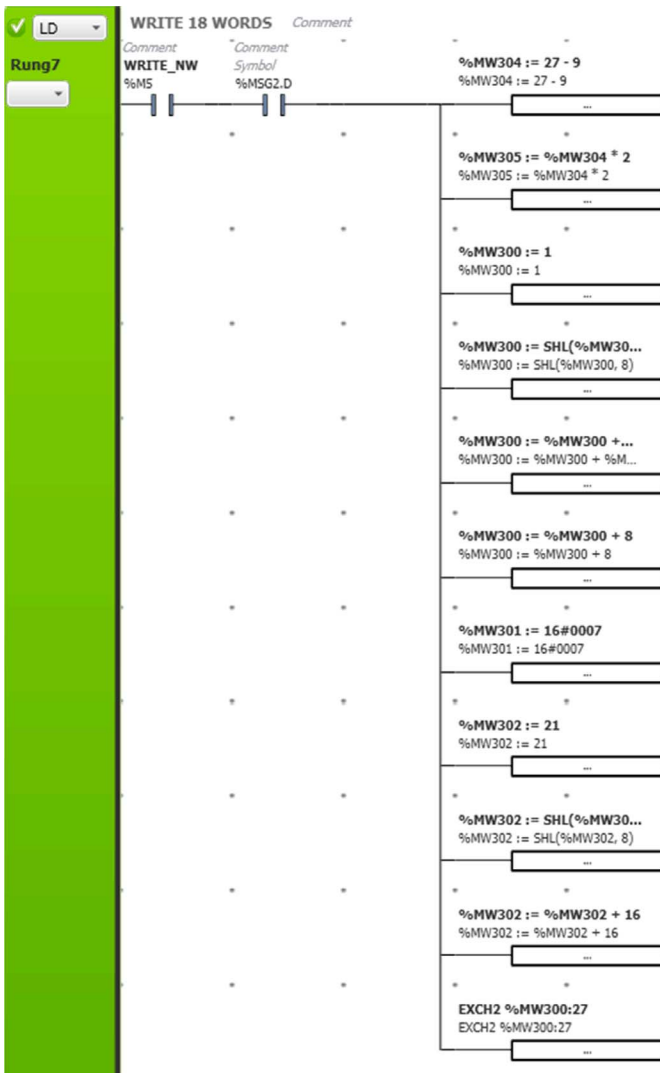 LD
WRITE 18 WORDS Comment
Rung7
Comment Comment
WRITE_NW Symbol
%M5 %MSG2.D
%MW304 := 27 - 9
%MW304 := 27 - 9
...
%MW305 := %MW304 * 2
%MW305 := %MW304 * 2
...
%MW300 := 1
%MW300 := 1
...
%MW300 := SHL(%MW30...
%MW300 := SHL(%MW300, 8)
...
%MW300 := %MW300 +...
%MW300 := %MW300 + %M...
...
%MW300 := %MW300 + 8
%MW300 := %MW300 + 8
...
%MW301 := 16#0007
%MW301 := 16#0007
...
%MW302 := 21
%MW302 := 21
...
%MW302 := SHL(%MW30...
%MW302 := SHL(%MW302, 8)
...
%MW302 := %MW302 + 16
%MW302 := %MW302 + 16
...
EXCH2 %MW300:27
EXCH2 %MW300:27
...